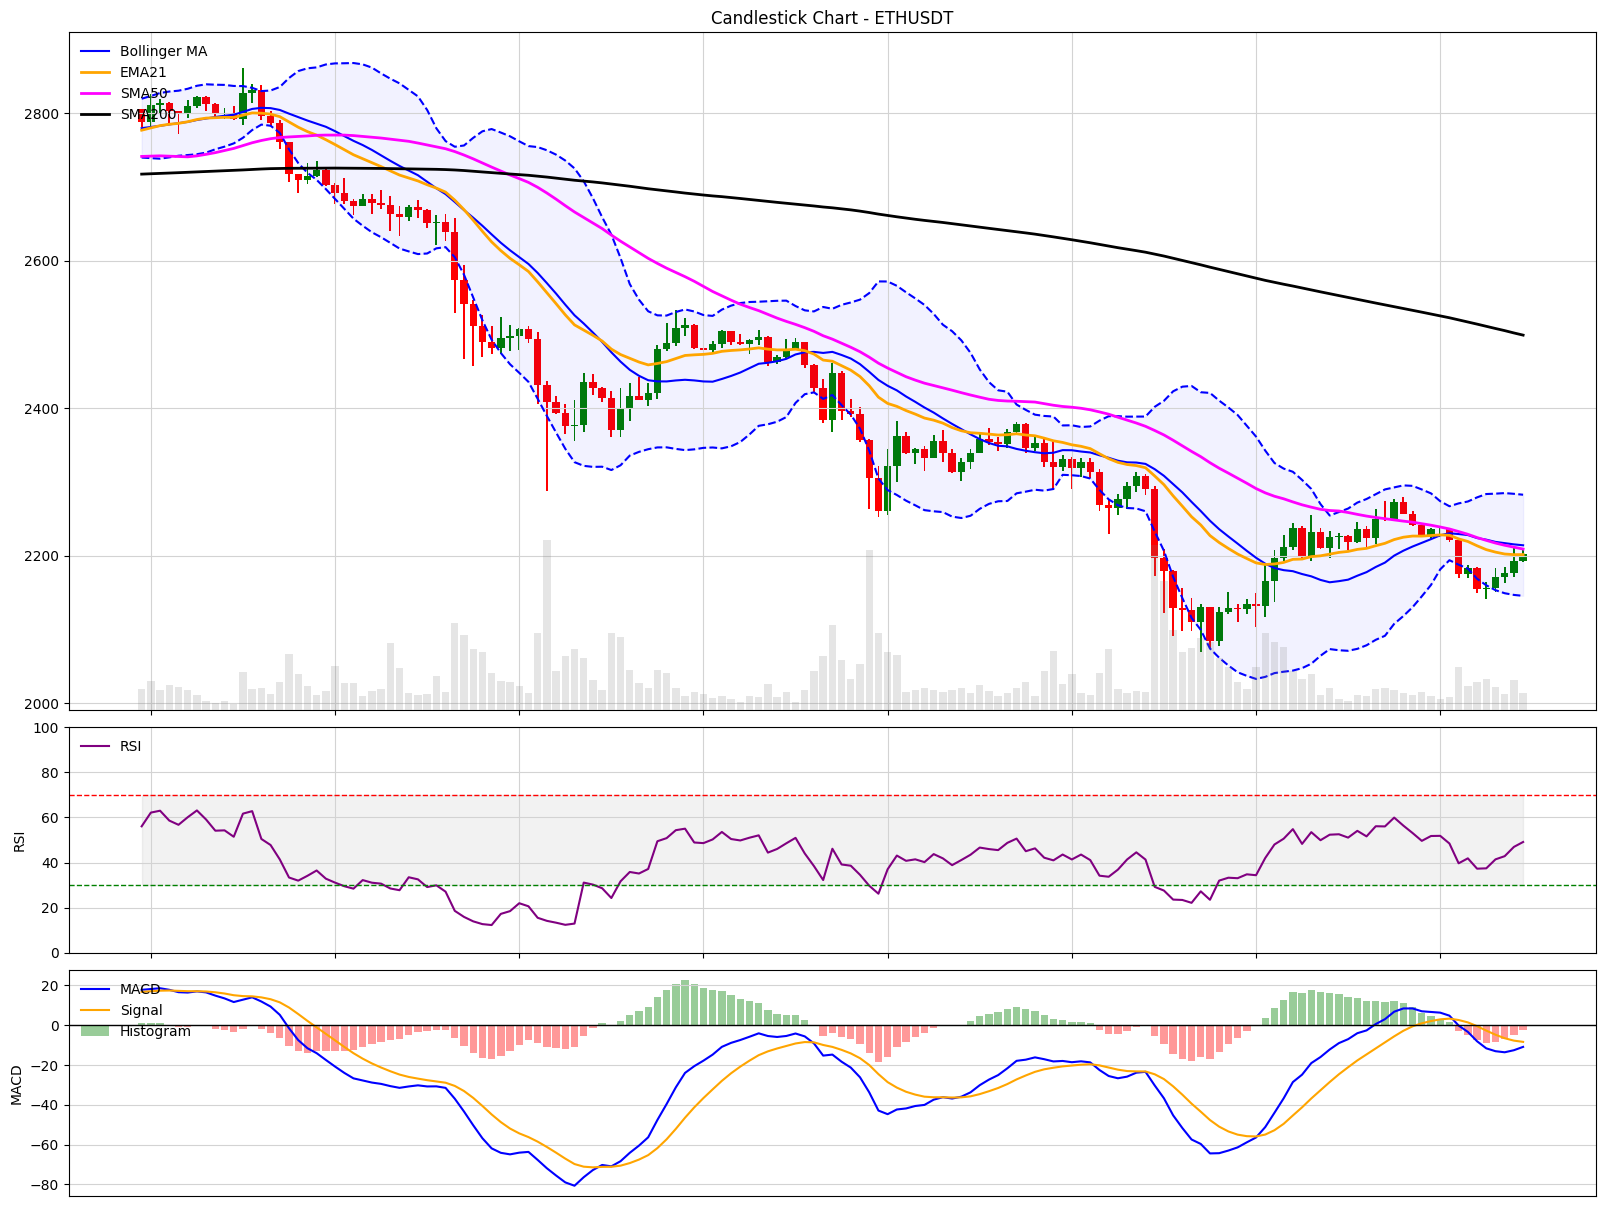 Candlestick Chart - ETHUSDT
Bollinger MA
EMA21
SMA50
SMA200
2800
2600
2400
2200
2000
RSI
100
80
60
40
20
0
RSI
MACD
Signal
Histogram
20
0
−20
−40
−60
−80
MACD